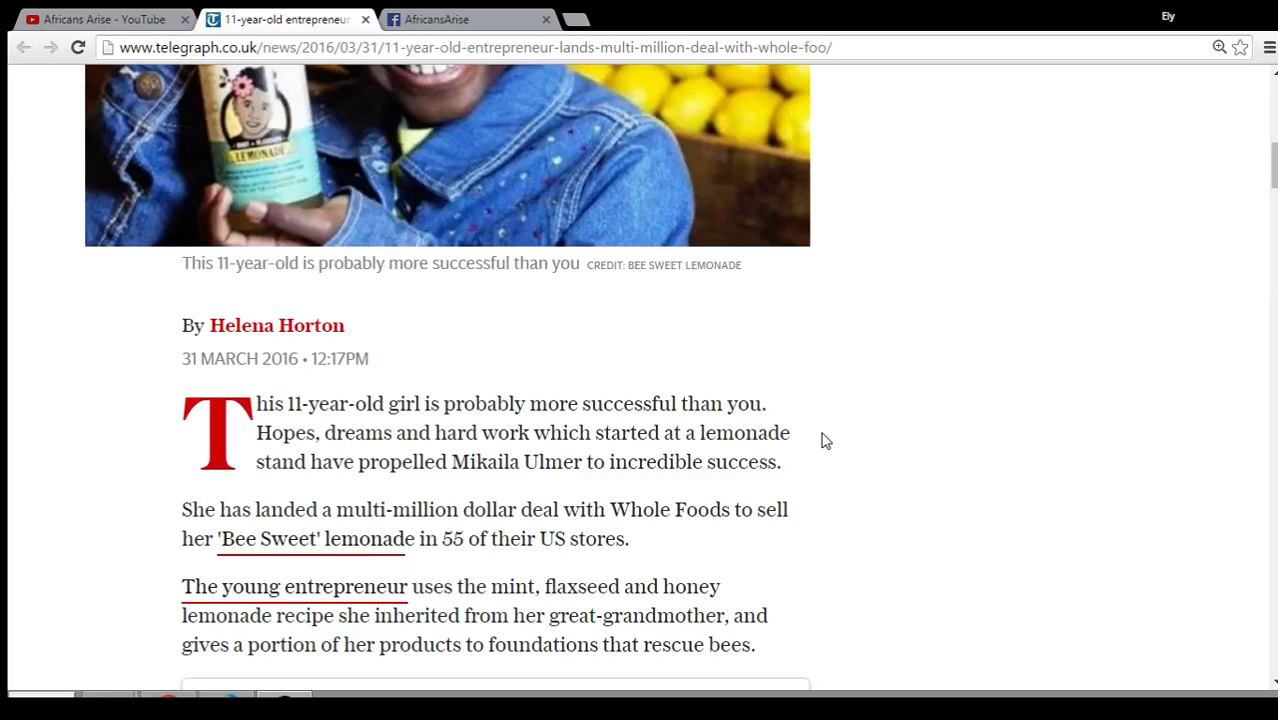 Africans Arise - YouTube
11-year-old entrepreneur
AfricansArise
Ely
www.telegraph.co.uk/news/2016/03/31/11-year-old-entrepreneur-lands-multi-million-deal-with-whole-foo/
LEMONADE
This 11-year-old is probably more successful than you CREDIT: BEE SWEET LEMONADE
By Helena Horton
31 MARCH 2016 • 12:17PM
This 11-year-old girl is probably more successful than you.
Hopes, dreams and hard work which started at a lemonade
stand have propelled Mikaila Ulmer to incredible success.
She has landed a multi-million dollar deal with Whole Foods to sell
her 'Bee Sweet' lemonade in 55 of their US stores.
The young entrepreneur uses the mint, flaxseed and honey
lemonade recipe she inherited from her great-grandmother, and
gives a portion of her products to foundations that rescue bees.